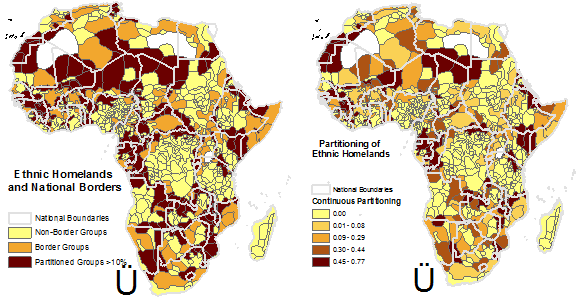 Ethnic Homelands
and National Borders
National Boundaries
Non-Border Groups
Border Groups
Partitioned Groups >10%
Ü
Partitioning of
Ethnic Homelands
National Boundaries
Continuous Partitioning
0.00
0.01 - 0.08
0.09 - 0.29
0.30 - 0.44
0.45 - 0.77
Ü